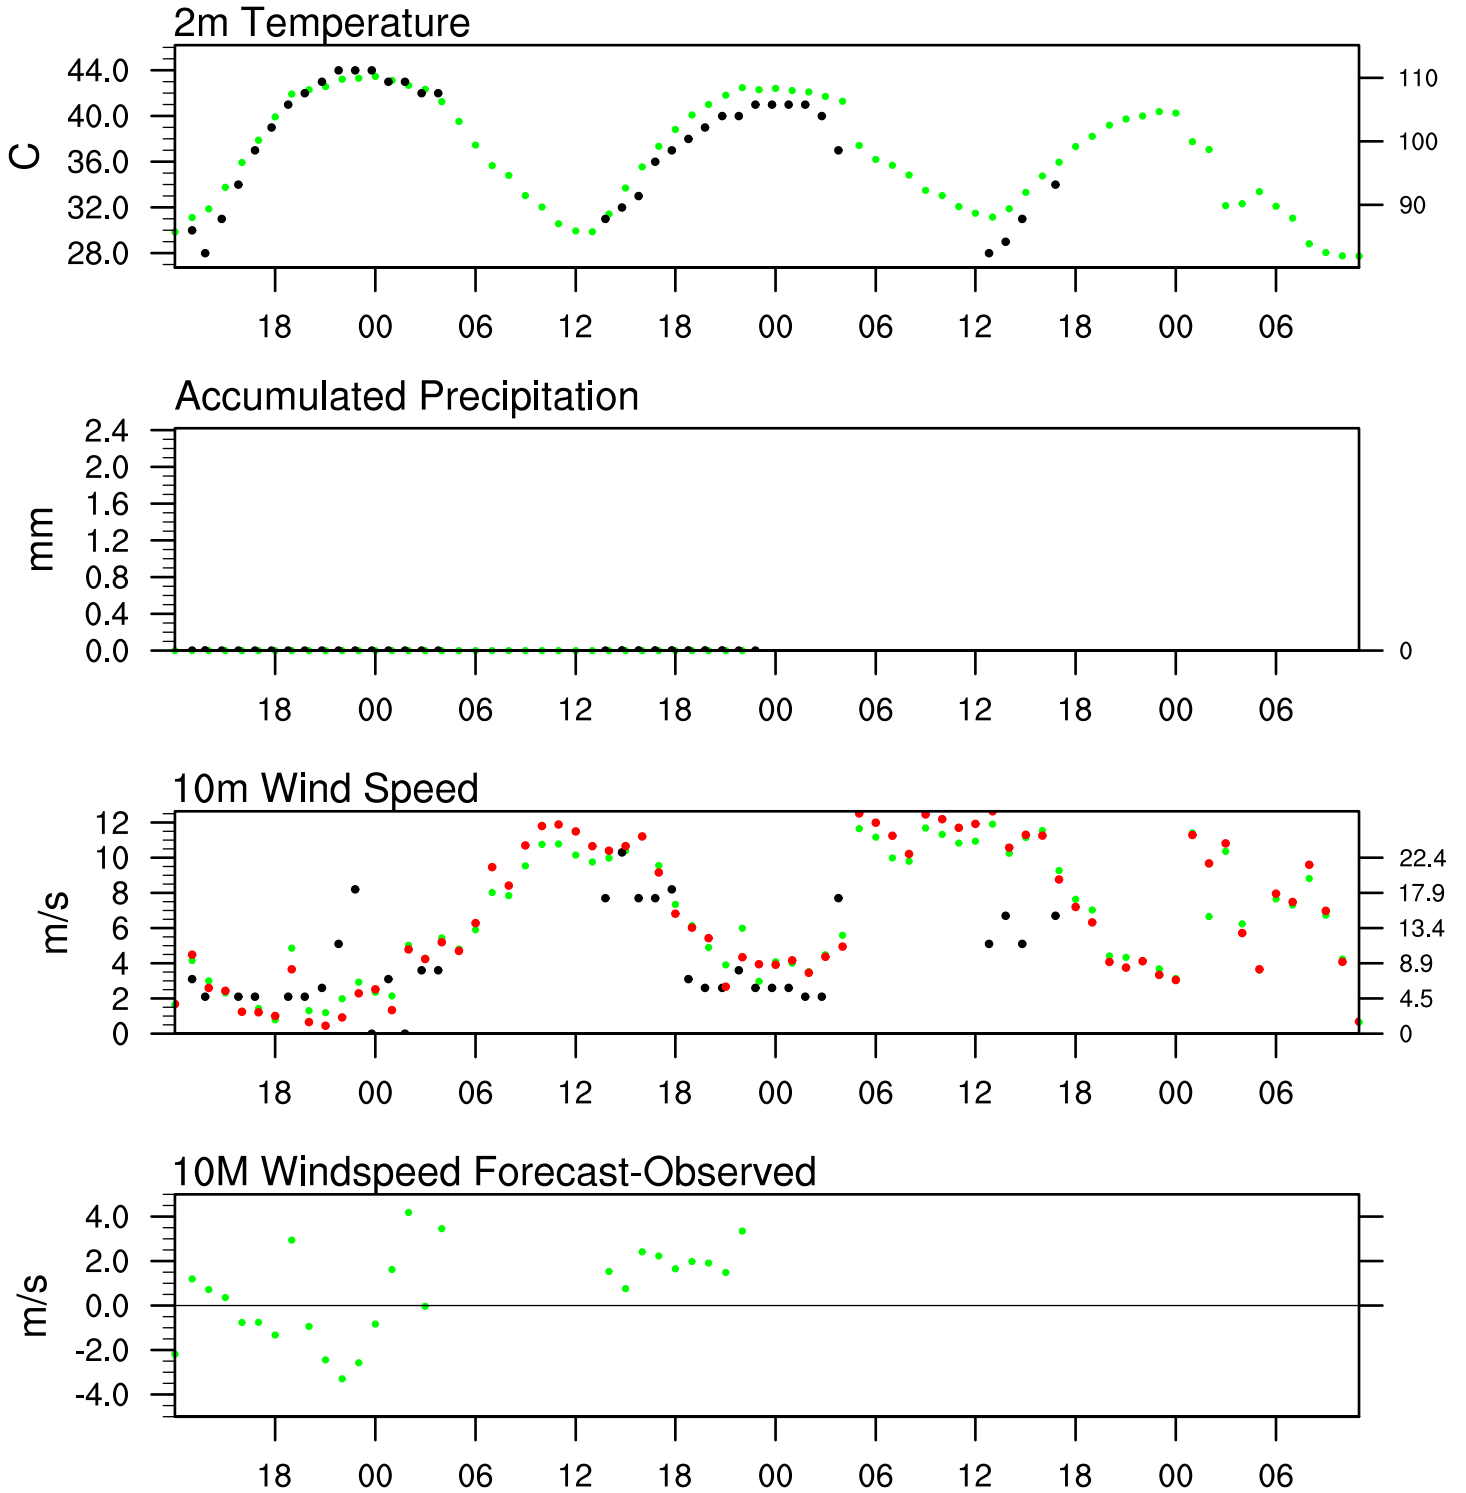 2m Temperature
44.0
40.0
36.0
32.0
28.0
C
110
100
90
18 00 06 12 18 00 06 12 18 00 06
Accumulated Precipitation
2.4
2.0
1.6
1.2
0.8
0.4
0.0
mm
0
18 00 06 12 18 00 06 12 18 00 06
10m Wind Speed
12
10
8
6
4
2
0
m/s
22.4
17.9
13.4
8.9
4.5
0
18 00 06 12 18 00 06 12 18 00 06
10M Windspeed Forecast-Observed
4.0
2.0
0.0
-2.0
-4.0
m/s
18 00 06 12 18 00 06 12 18 00 06